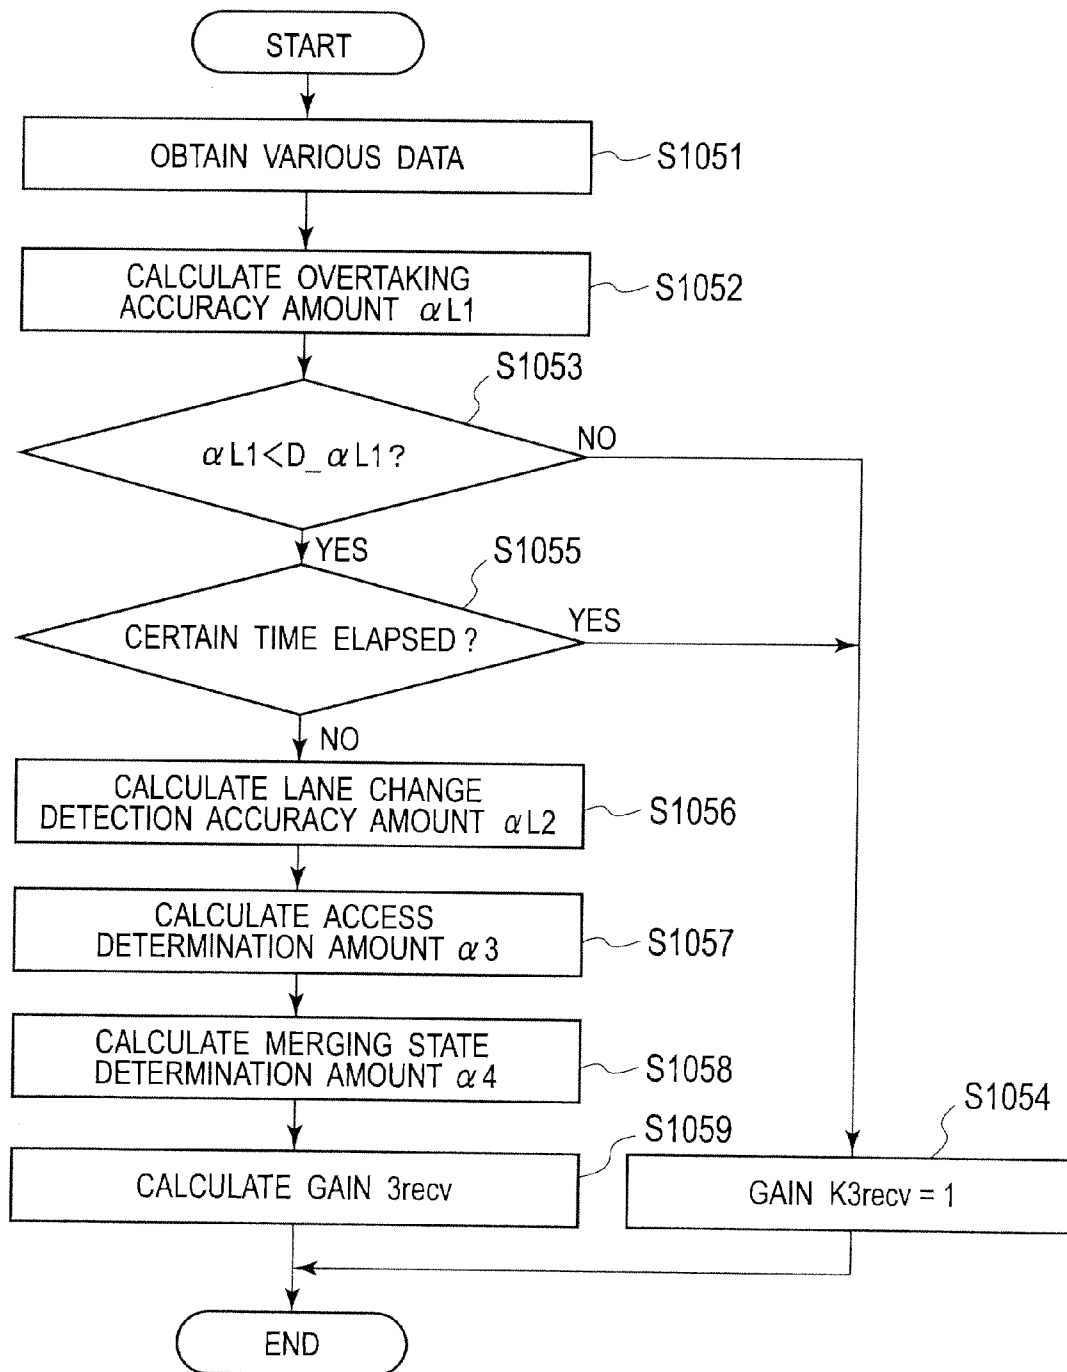 START
OBTAIN VARIOUS DATA
S1051
CALCULATE OVERTAKING
ACCURACY AMOUNT αL1
S1052
S1053
αL1<D_αL1?
NO
YES
S1055
CERTAIN TIME ELAPSED?
YES
NO
CALCULATE LANE CHANGE
DETECTION ACCURACY AMOUNT αL2
S1056
CALCULATE ACCESS
DETERMINATION AMOUNT α3
S1057
CALCULATE MERGING STATE
DETERMINATION AMOUNT α4
S1058
S1059
CALCULATE GAIN 3recv
S1054
GAIN K3recv = 1
END